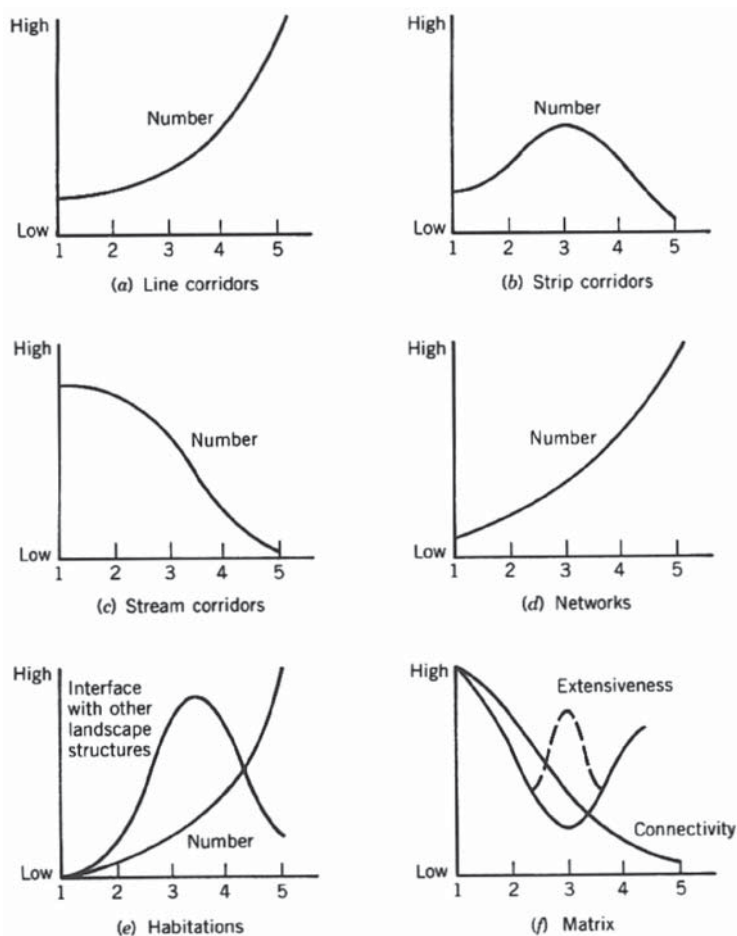 High
Number
Low
1 2 3 4 5
(a) Line corridors
High
Number
Low
1 2 3 4 5
(b) Strip corridors
High
Number
Low
1 2 3 4 5
(c) Stream corridors
High
Number
Low
1 2 3 4 5
(d) Networks
High
Interface
with other
landscape
structures
Number
Low
1 2 3 4 5
(e) Habitations
High
Extensiveness
Connectivity
Low
1 2 3 4 5
(f) Matrix